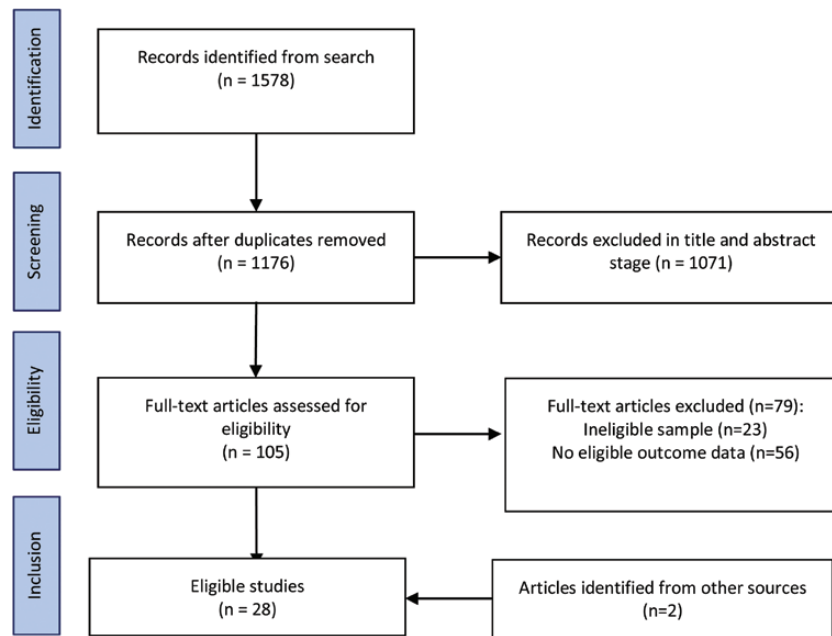 Identification
Records identified from search
(n = 1578)
Screening
Records after duplicates removed
(n = 1176)
Records excluded in title and abstract
stage (n = 1071)
Eligibility
Full-text articles assessed for
eligibility
(n = 105)
Full-text articles excluded (n=79):
Ineligible sample (n=23)
No eligible outcome data (n=56)
Inclusion
Eligible studies
(n = 28)
Articles identified from other sources
(n=2)